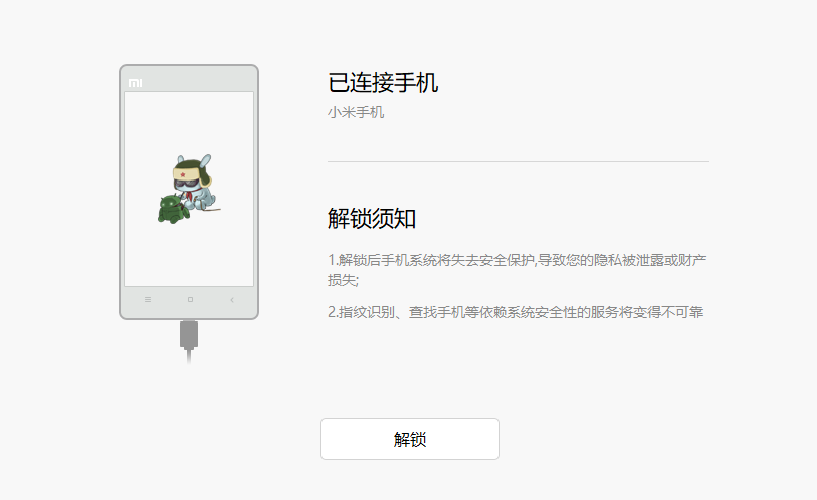 mi
已连接手机
小米手机
解锁须知
1.解锁后手机系统将失去安全保护,导致您的隐私被泄露或财产
损失;
2.指纹识别、查找手机等依赖系统安全性的服务将变得不可靠
解锁